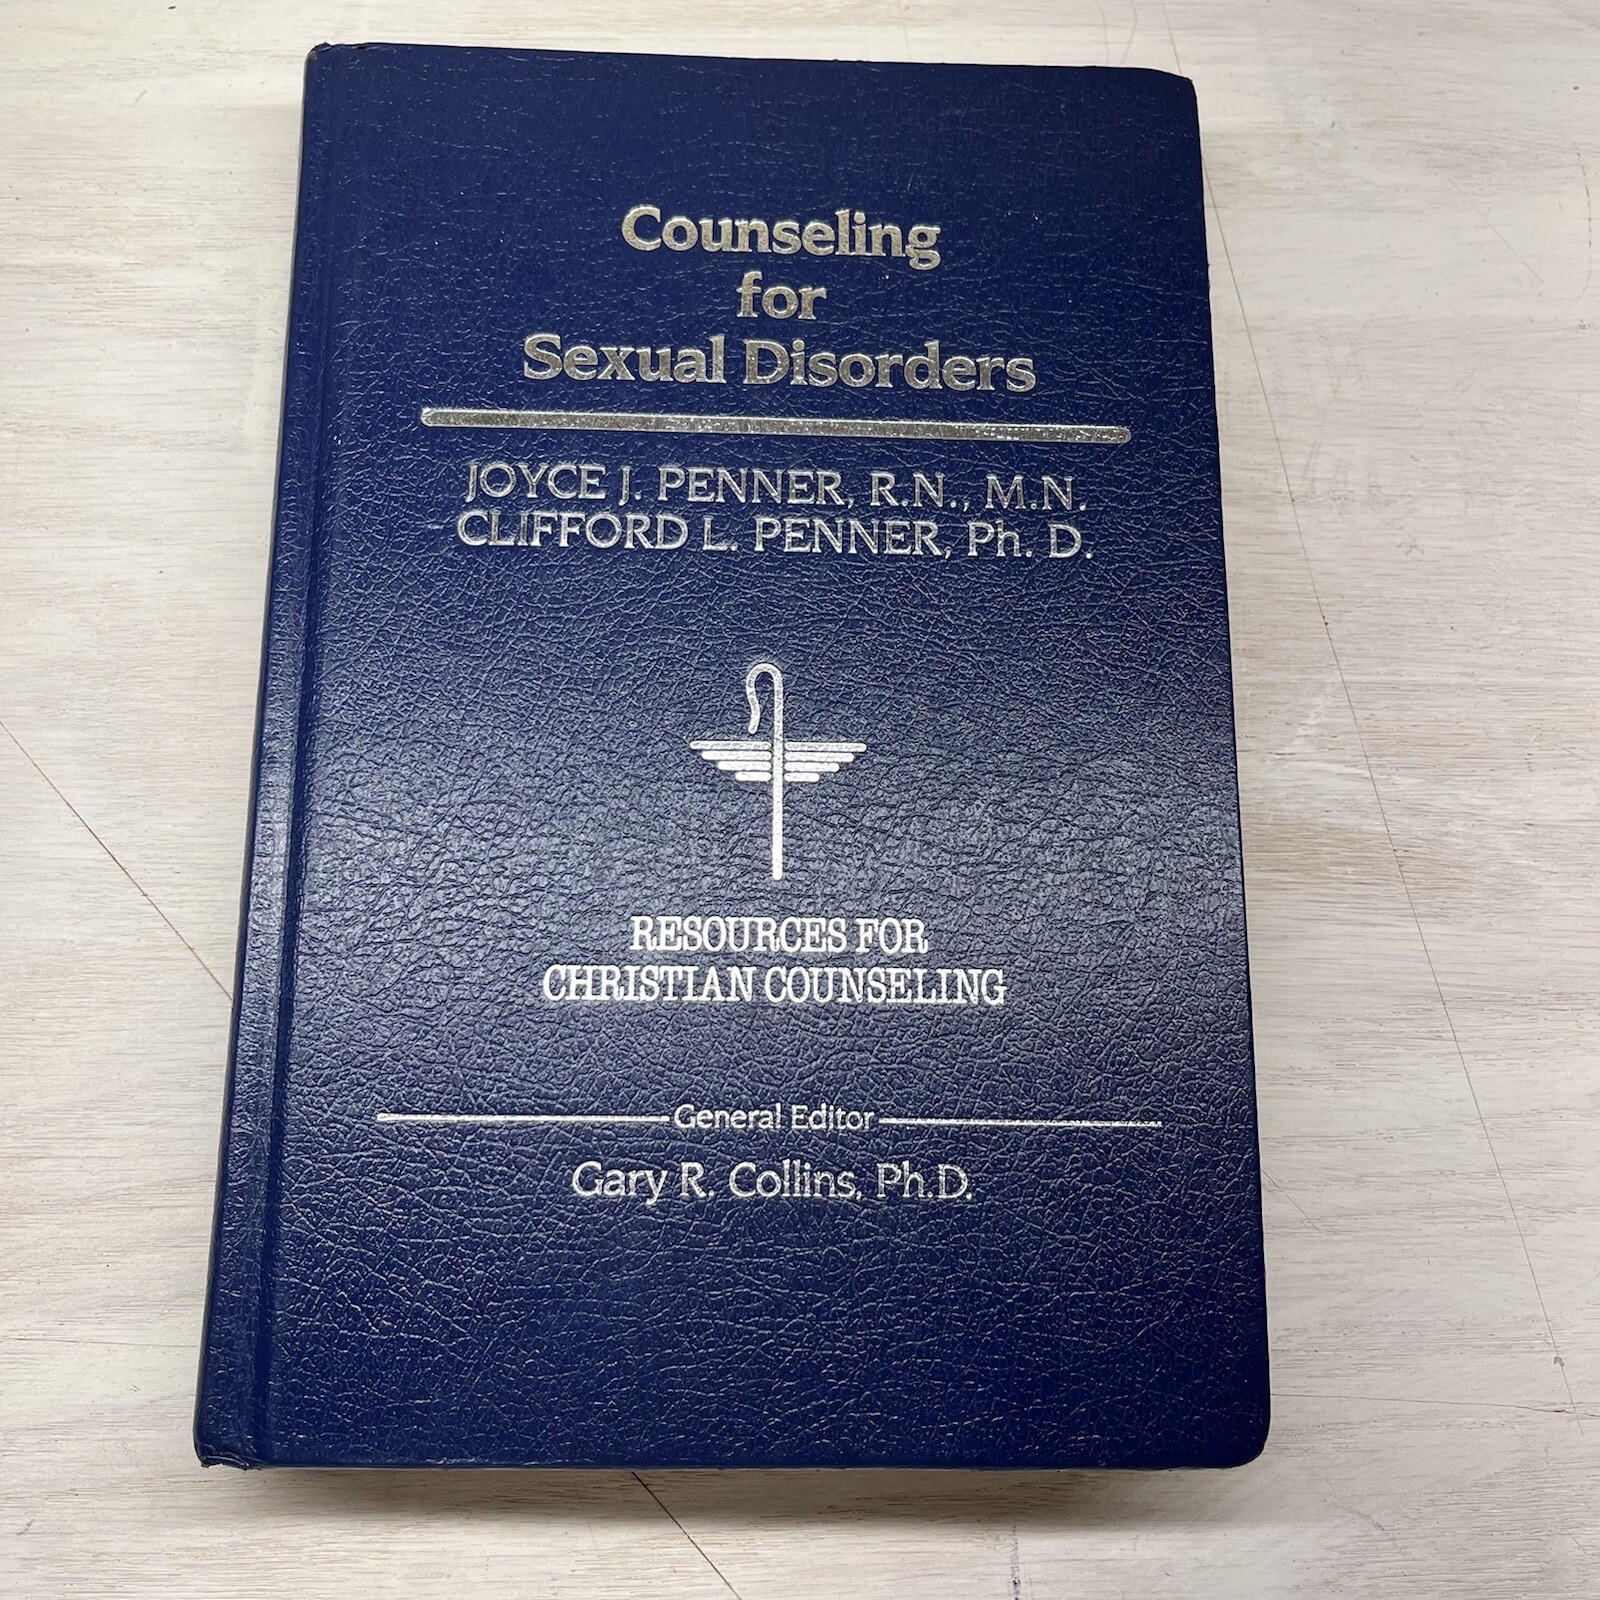 Counseling
for
Sexual Disorders
JOYCE J. PENNER, R.N., M.N.
CLIFFORD L. PENNER, Ph. D.
RESOURCES FOR
CHRISTIAN COUNSELING
General Editor
Gary R. Collins, Ph.D.